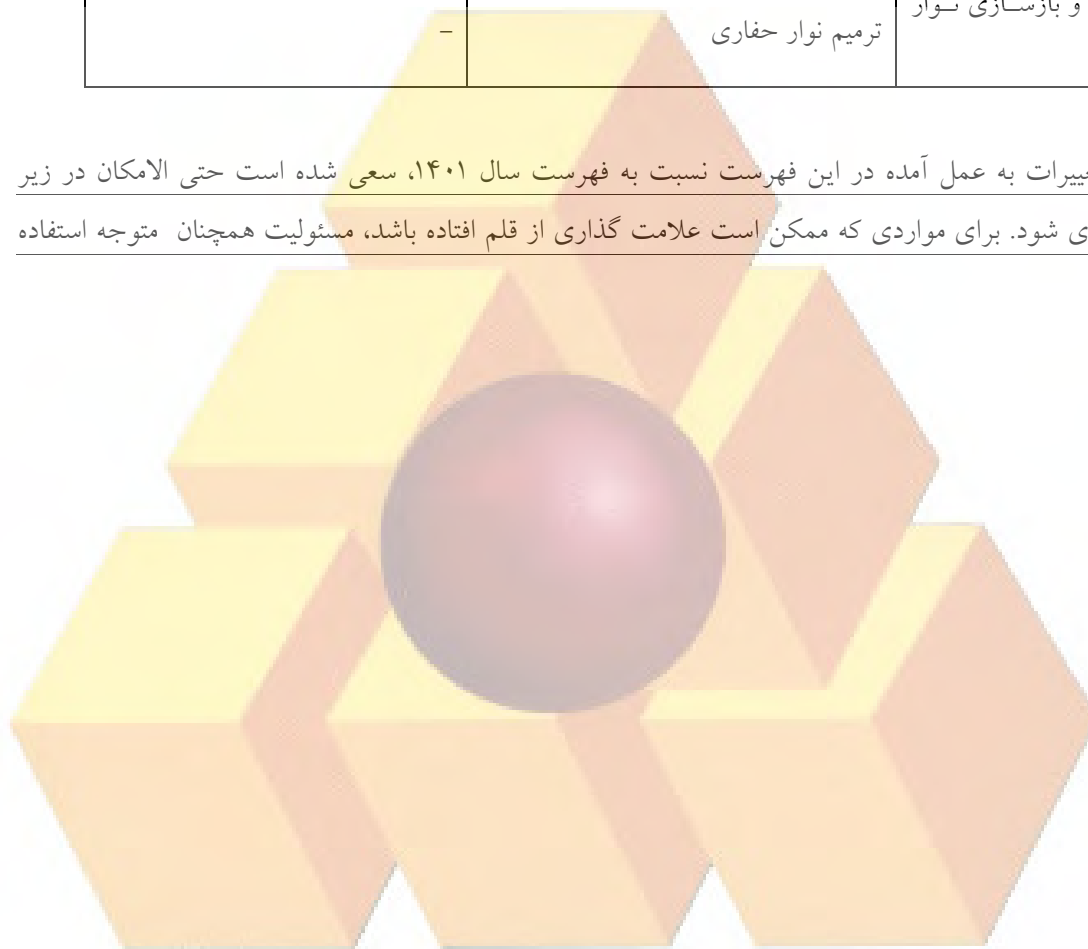 و بازسازی نوار
ترمیم نوار حفاری
–
به عمل آمده در این فهرست نسبت به فهرست سال ۱۴۰۱، سعی شده است حتی الامکان در زیر
شود. برای مواردی که ممکن است علامت گذاری از قلم افتاده باشد، مسئولیت همچنان متوجه استفاده